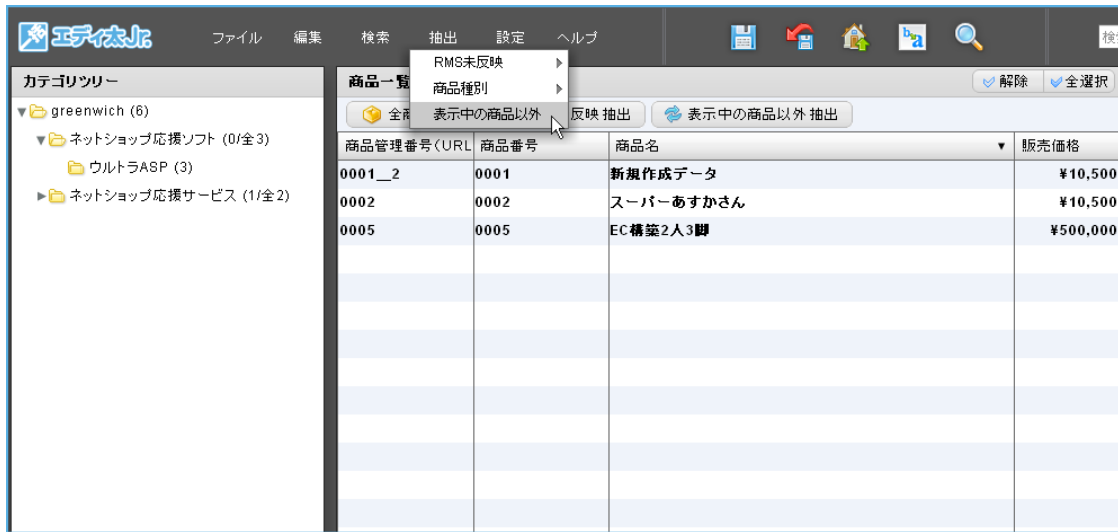 エディ太Jr. ファイル 編集 検索 抽出 設定 ヘルプ
RMS未反映
商品種別
表示中の商品以外
カテゴリツリー
greenwich (6)
ネットショップ応援ソフト (0/全3)
ウルトラASP (3)
ネットショップ応援サービス (1/全2)
商品一覧 解除 全選択
反映 抽出 表示中の商品以外 抽出
商品管理番号(URL 商品番号 商品名 販売価格
0001__2 0001 新規作成データ ¥10,500
0002 0002 スーパーあすかさん ¥10,500
0005 0005 EC構築2人3脚 ¥500,000